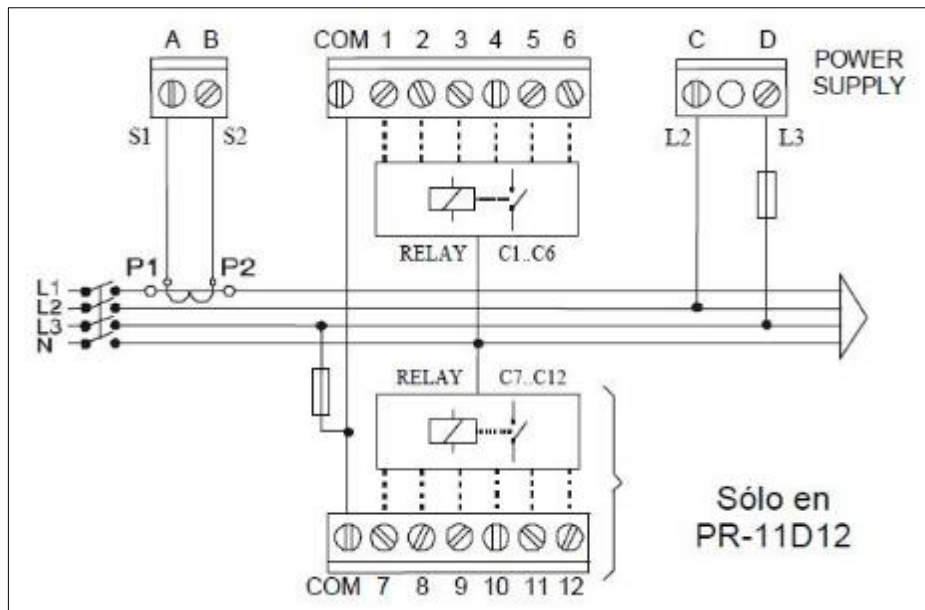 A B
COM 1 2 3 4 5 6
C D
POWER
SUPPLY
S1 S2
L2 L3
RELAY C1..C6
P1 P2
L1
L2
L3
N
RELAY C7..C12
Sólo en
PR-11D12
COM 7 8 9 10 11 12